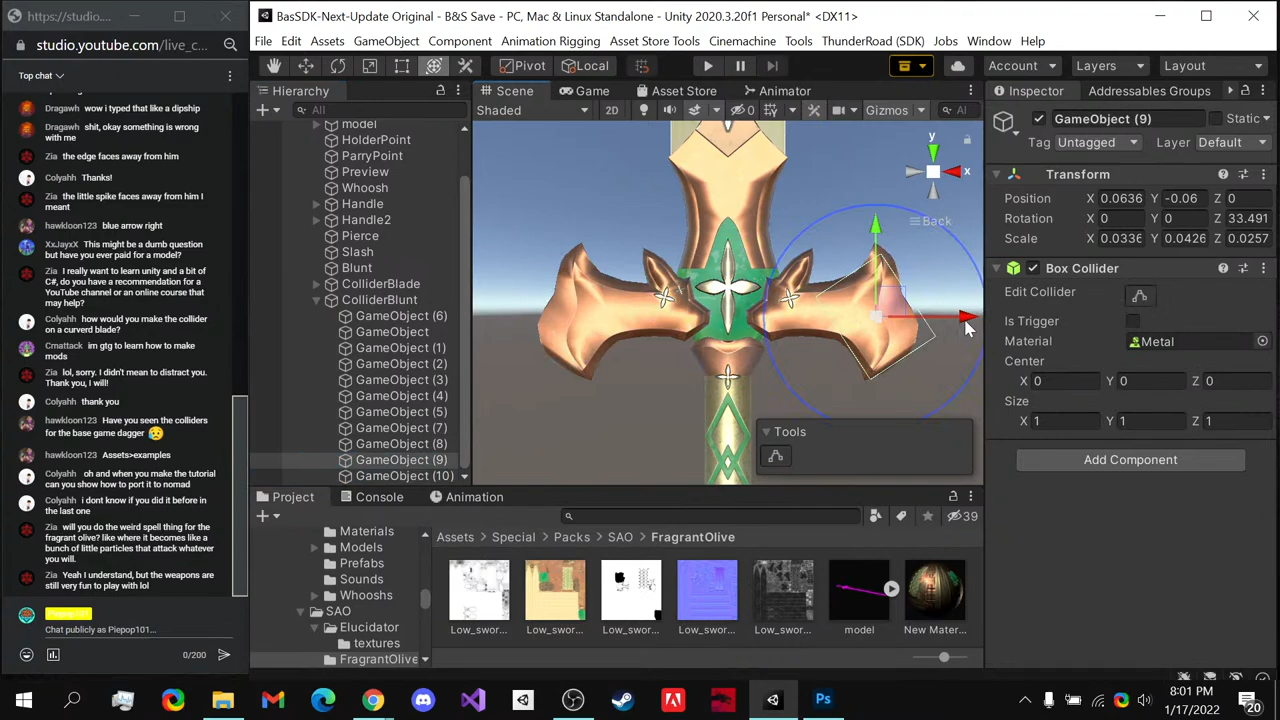 https://studio.yout...
studio.youtube.com/live_c...
Top chat
Dragawh wow i typed that like a dipship
Dragawh shit, okay something is wrong with me
Zia the edge faces away from him
Colyahh Thanks!
Zia the little spike faces away from him I meant
hawkloon123 blue arrow right
XxJayxX This might be a dumb question but have you ever paid for a model?
Zia I really want to learn unity and a bit of C#, do you have a recommendation for a YouTube channel or an online course that may help?
Colyahh how would you make the collider on a curverd blade?
Cmattack im gtg to learn how to make mods
Zia lol, sorry. I didn't mean to distract you. Thank you, I will!
Colyahh thank you
hawkloon123 Have you seen the colliders for the base game dagger
hawkloon123 Assets>examples
Colyahh oh and when you make the tutorial can you show how to port it to nomad
Colyahh i dont know if you did it before in the last one
Zia will you do the weird spell thing for the fragrant olive? like where it becomes like a bunch of little particles that attack whatever you will.
Zia Yeah I understand, but the weapons are still very fun to play with lol
Piepop101
Chat publicly as Piepop101...
0/200
BasSDK-Next-Update Original - B&S Save - PC, Mac & Linux Standalone - Unity 2020.3.20f1 Personal* <DX11>
File Edit Assets GameObject Component Animation Rigging Asset Store Tools Cinemachine Tools ThunderRoad (SDK) Jobs Window Help
Pivot Local Account Layers Layout
Hierarchy
All
model
HolderPoint
ParryPoint
Preview
Whoosh
Handle
Handle2
Pierce
Slash
Blunt
ColliderBlade
ColliderBlunt
GameObject (6)
GameObject
GameObject (1)
GameObject (2)
GameObject (3)
GameObject (4)
GameObject (5)
GameObject (7)
GameObject (8)
GameObject (9)
GameObject (10)
Scene Game Asset Store Animator
Shaded 2D 0 Gizmos Al
y
x
Back
Tools
Inspector Addressables Groups
GameObject (9) Static
Tag Untagged Layer Default
Transform
Position X 0.0636 Y -0.06 Z 0
Rotation X 0 Y 0 Z 33.491
Scale X 0.0336 Y 0.0426 Z 0.0257
Box Collider
Edit Collider
Is Trigger
Material Metal
Center
X 0 Y 0 Z 0
Size
X 1 Y 1 Z 1
Add Component
Project Console Animation
39
Materials
Models
Prefabs
Sounds
Whooshs
SAO
Elucidator
textures
FragrantOlive
Assets Special Packs SAO FragrantOlive
Low_swor... Low_swor... Low_swor... Low_swor... Low_swor... model New Mater...
Ps
8:01 PM
1/17/2022
20